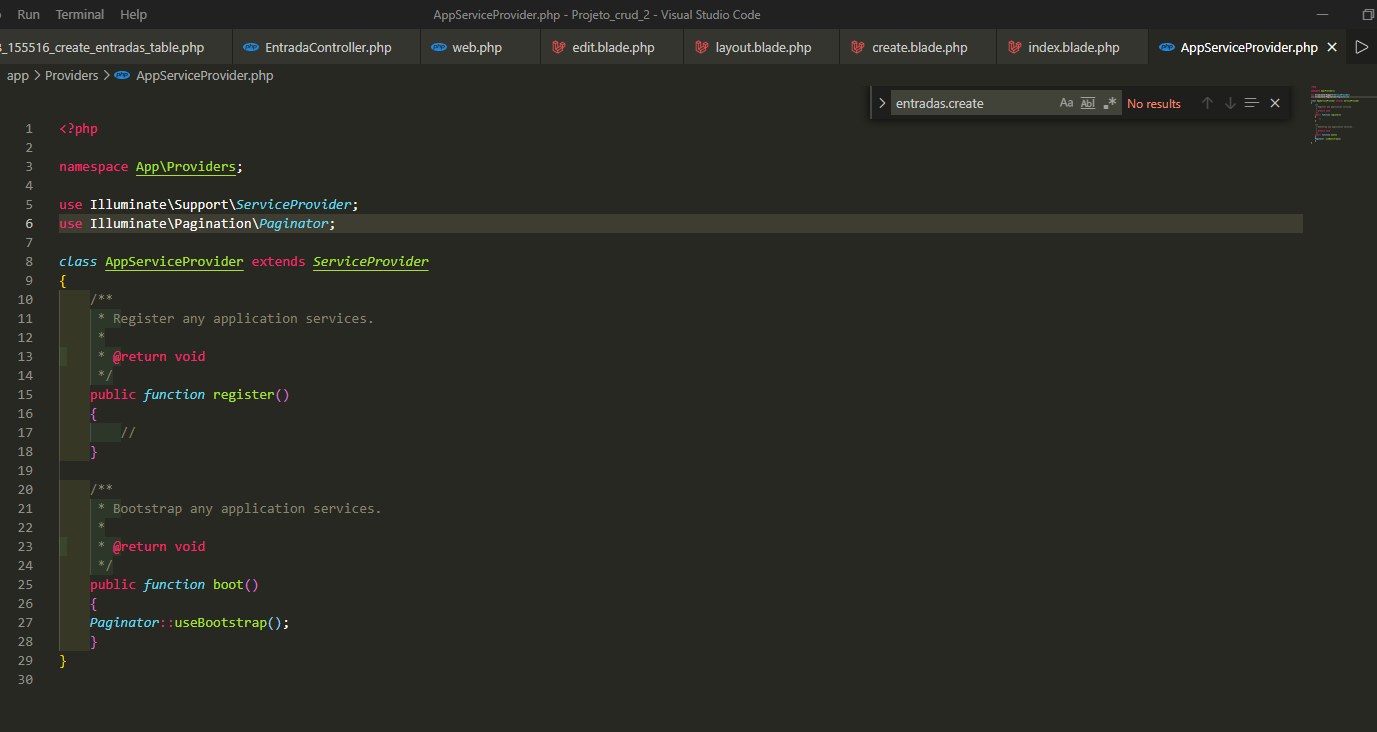 Run Terminal Help AppServiceProvider.php - Projeto_crud_2 - Visual Studio Code
_155516_create_entradas_table.php EntradaController.php web.php edit.blade.php layout.blade.php create.blade.php index.blade.php AppServiceProvider.php
app > Providers > AppServiceProvider.php
entradas.create Aa Abl .* No results
1 <?php
2
3 namespace App\Providers;
4
5 use Illuminate\Support\ServiceProvider;
6 use Illuminate\Pagination\Paginator;
7
8 class AppServiceProvider extends ServiceProvider
9 {
10 /**
11 * Register any application services.
12 *
13 * @return void
14 */
15 public function register()
16 {
17 //
18 }
19
20 /**
21 * Bootstrap any application services.
22 *
23 * @return void
24 */
25 public function boot()
26 {
27 Paginator::useBootstrap();
28 }
29 }
30